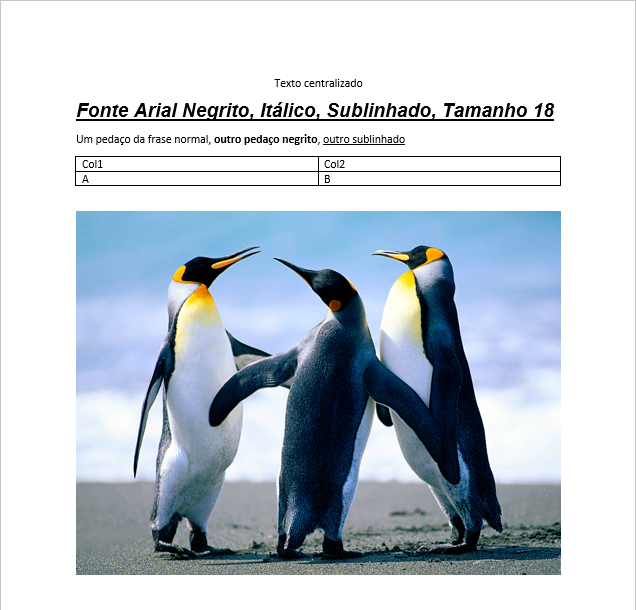 Texto centralizado
Fonte Arial Negrito, Itálico, Sublinhado, Tamanho 18
Um pedaço da frase normal, outro pedaço negrito, outro sublinhado
Col1 Col2
A B